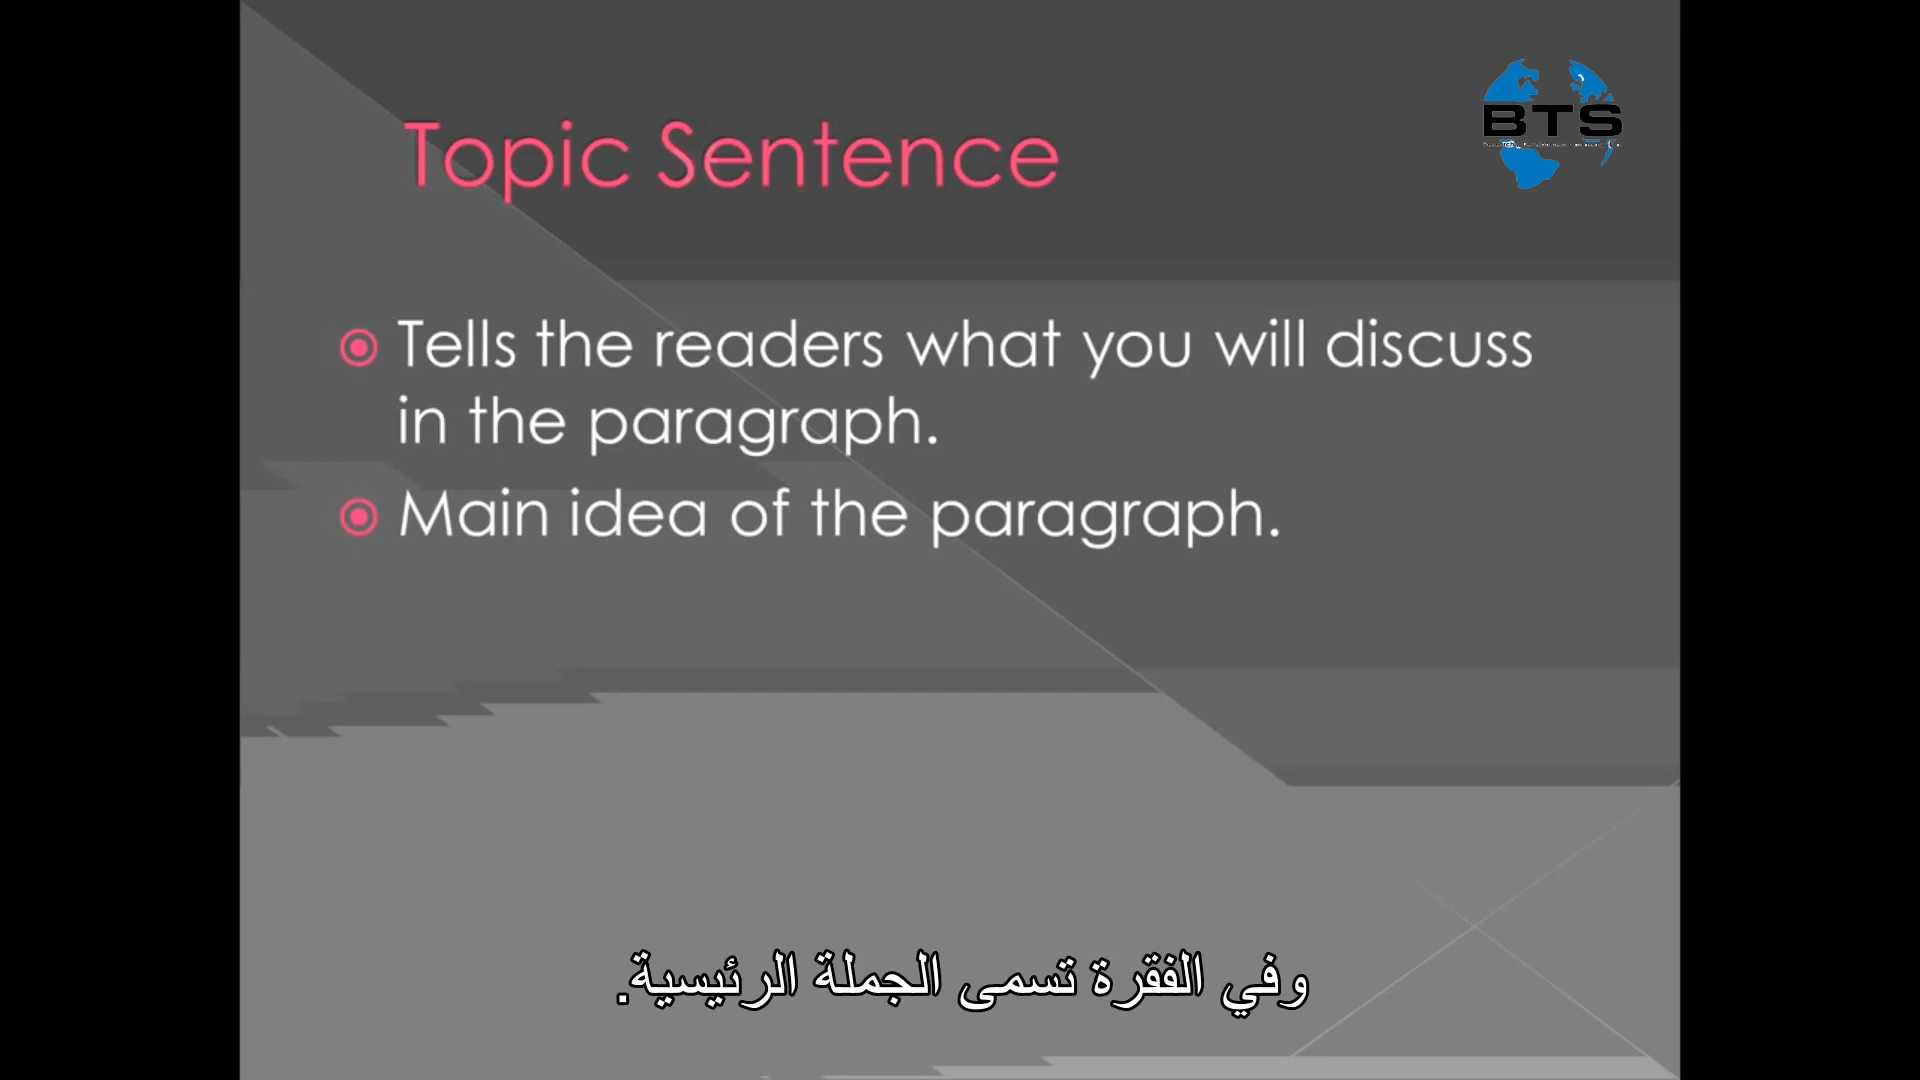 BTS
Topic Sentence
Tells the readers what you will discuss
in the paragraph.
Main idea of the paragraph.
وفي الفقرة تسمى الجملة الرئيسية.